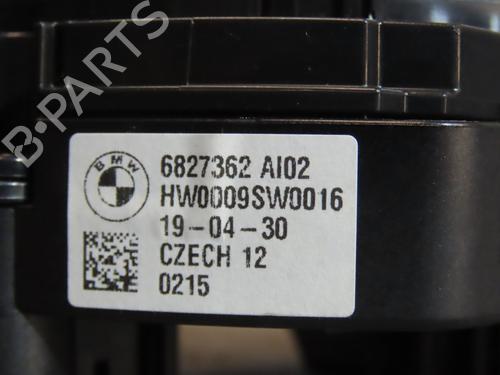 B-PARTS
BMW
6827362 AI02
HW0009SW0016
19-04-30
CZECH 12
0215